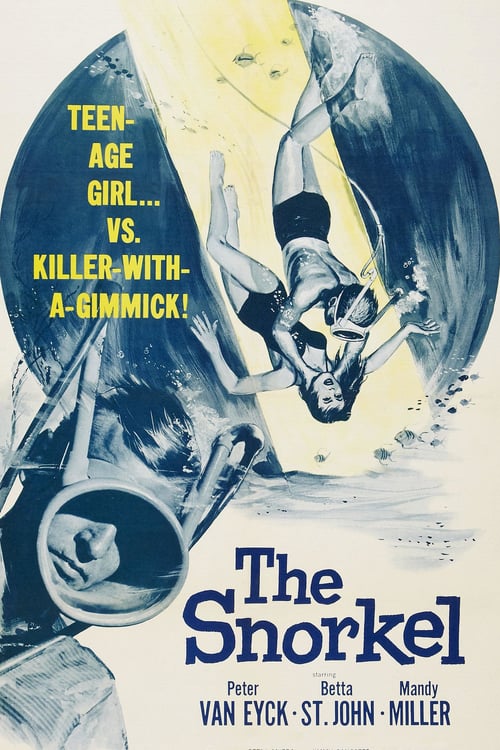 TEEN-
AGE
GIRL...
VS.
KILLER-WITH-
A-GIMMICK!
The
Snorkel
starring
Peter Betta Mandy
VAN EYCK · ST. JOHN · MILLER